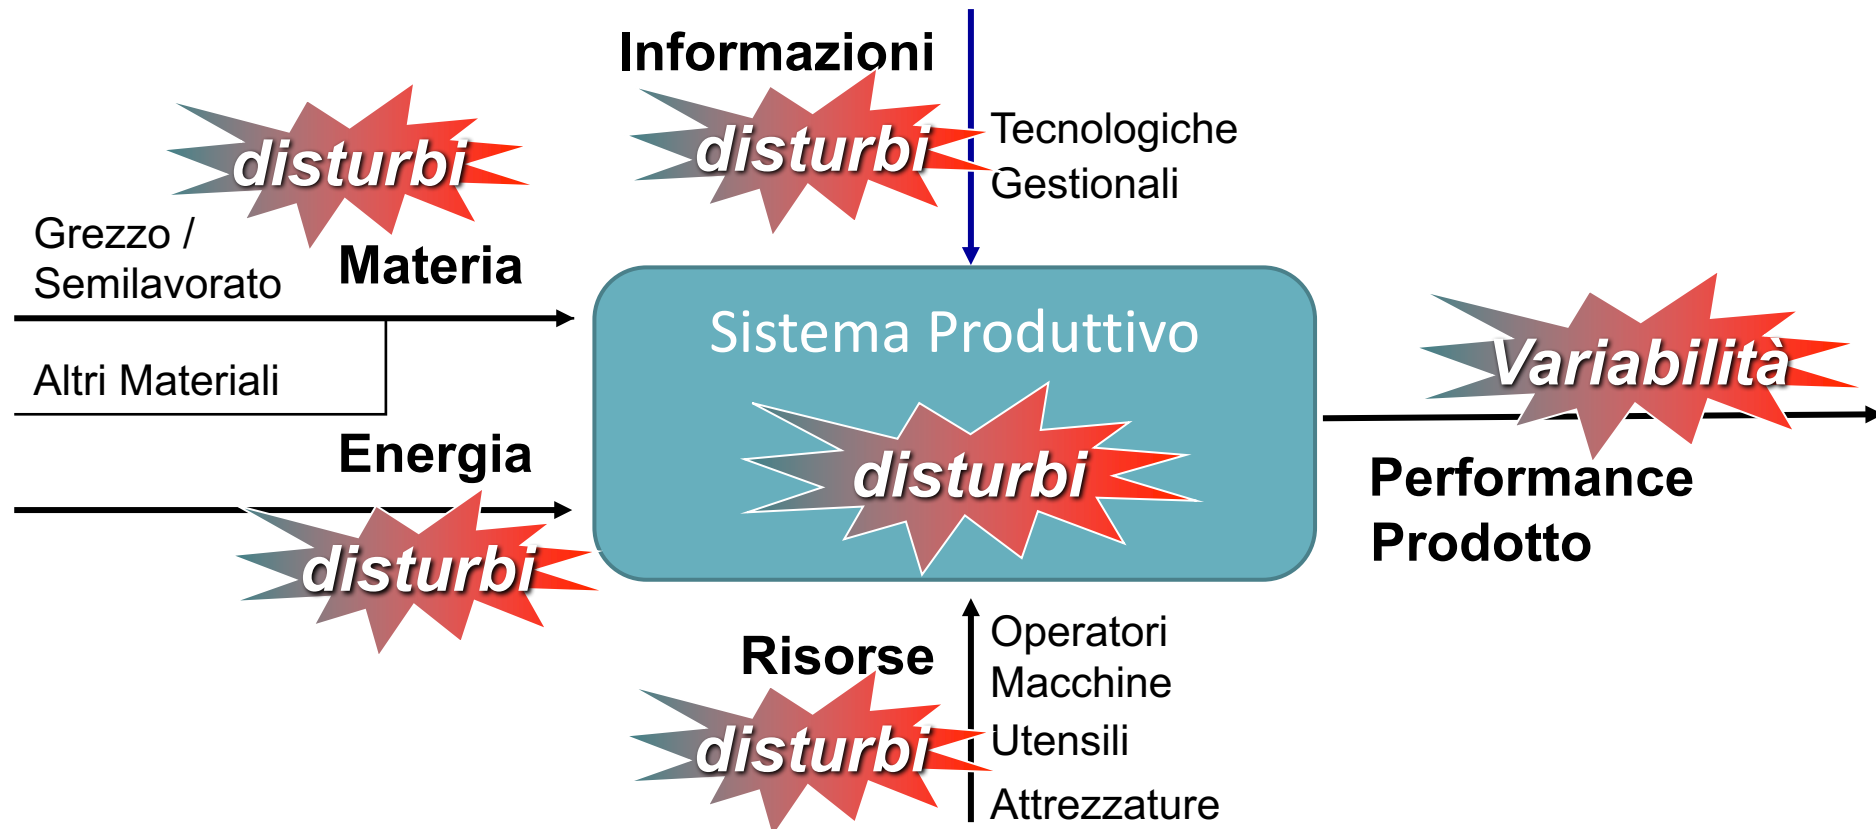 Informazioni
disturbi
Tecnologiche
Gestionali
disturbi
Grezzo /
Semilavorato
Materia
Altri Materiali
Energia
disturbi
Sistema Produttivo
disturbi
Variabilità
Performance
Prodotto
Risorse
disturbi
Operatori
Macchine
Utensili
Attrezzature